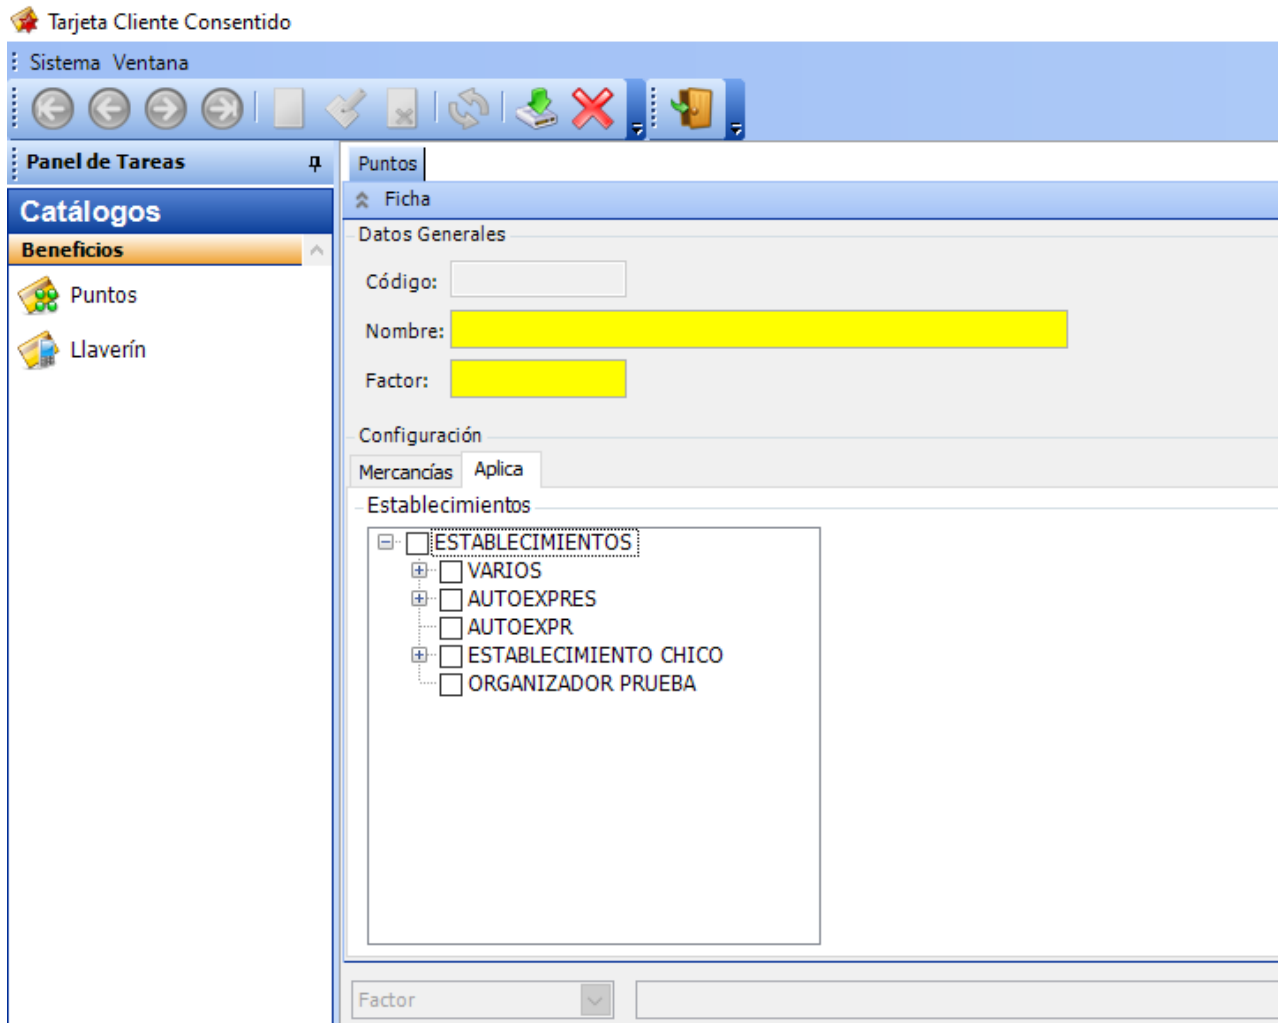 Tarjeta Cliente Consentido
Sistema Ventana
Panel de Tareas
Catálogos
Beneficios
Puntos
Llaverín
Puntos
Ficha
Datos Generales
Código:
Nombre:
Factor:
Configuración
Mercancías Aplica
Establecimientos
ESTABLECIMIENTOS
VARIOS
AUTOEXPRES
AUTOEXPR
ESTABLECIMIENTO CHICO
ORGANIZADOR PRUEBA
Factor